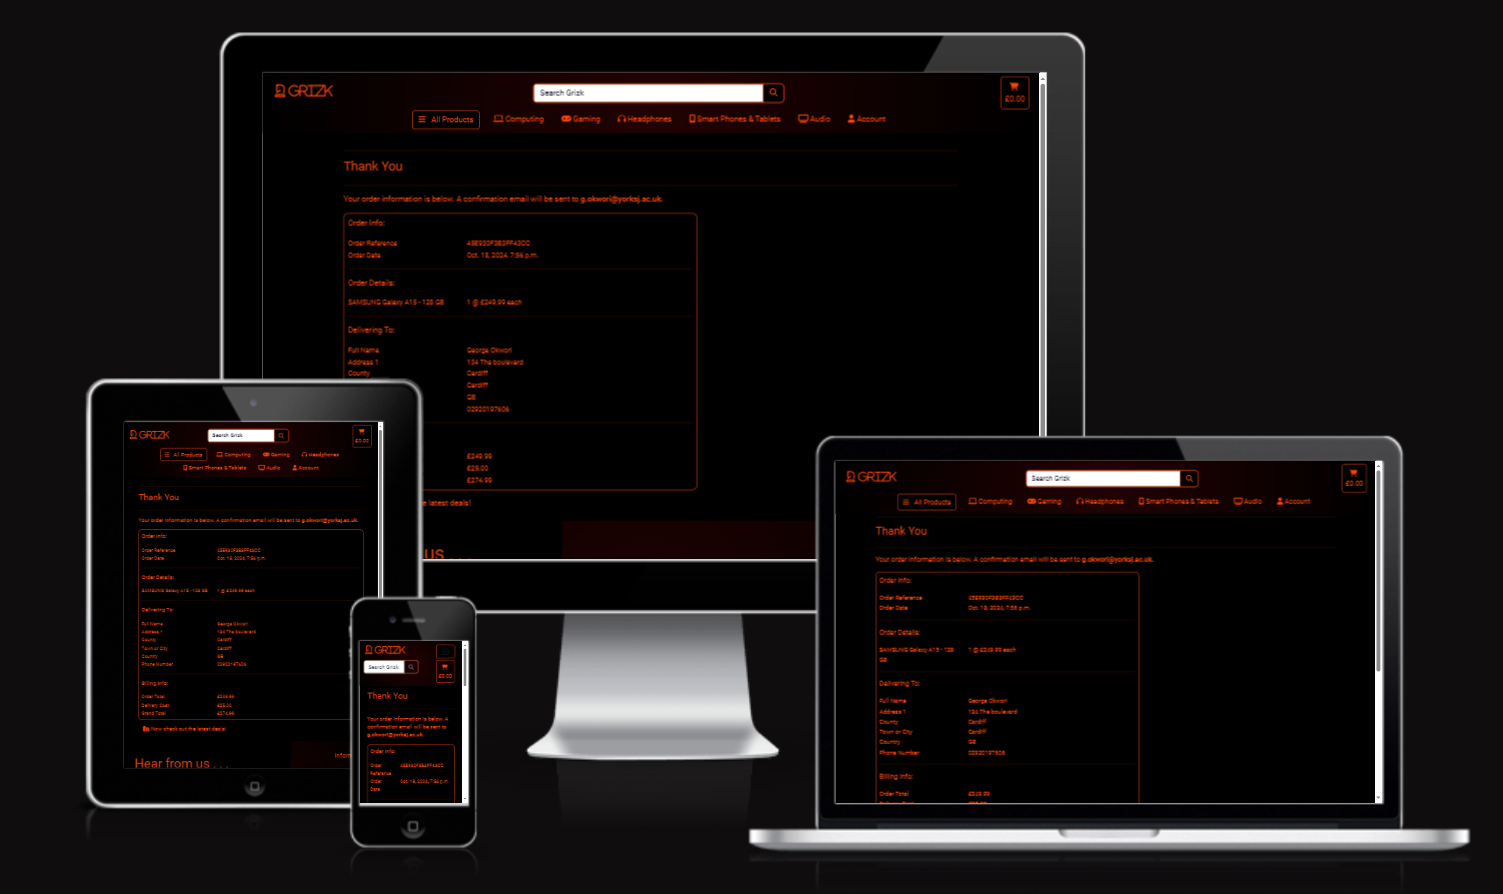 GRIZK
Search Grizk
£0.00
All Products Computing Gaming Headphones Smart Phones & Tablets Audio Account
Thank You
Your order information is below. A confirmation email will be sent to g.okwori@yorksj.ac.uk.
Order Info:
Order Reference
Order Date Oct. 15, 2024, 7:56 p.m.
Order Details:
SAMSUNG Galaxy A15 - 128 GB 1 @ £249.99 each
Delivering To:
Full Name George Okwori
Address 1 134 The boulevard
County Cardiff
Cardiff
GB
02920197606
£249.99
£25.00
£274.99
latest deals!
us . . .
GRIZK
Search Grizk
£0.00
All Products Computing Gaming Headphones
Smart Phones & Tablets Audio Account
Thank You
Your order information is below. A confirmation email will be sent to g.okwori@yorksj.ac.uk.
Order Info:
Order Reference
Order Date Oct. 15, 2024, 7:56 p.m.
Order Details:
SAMSUNG Galaxy A15 - 128 GB 1 @ £249.99 each
Delivering To:
Full Name George Okwori
Address 1 134 The boulevard
County Cardiff
Town or City Cardiff
Country GB
Phone Number 02920197606
Billing Info:
Order Total £249.99
Delivery Cost £25.00
Grand Total £274.99
Now check out the latest deals!
Hear from us . . .
GRIZK
Search Grizk
£0.00
Thank You
Your order information is below. A
confirmation email will be sent to
g.okwori@yorksj.ac.uk.
Order Info:
Order
Reference
Order Oct. 15, 2024, 7:56 p.m.
Date
GRIZK
Search Grizk
£0.00
All Products Computing Gaming Headphones Smart Phones & Tablets Audio Account
Thank You
Your order information is below. A confirmation email will be sent to g.okwori@yorksj.ac.uk.
Order Info:
Order Reference
Order Date Oct. 15, 2024, 7:56 p.m.
Order Details:
SAMSUNG Galaxy A15 - 128 1 @ £249.99 each
GB
Delivering To:
Full Name George Okwori
Address 1 134 The boulevard
County Cardiff
Town or City Cardiff
Country GB
Phone Number 02920197606
Billing Info:
Order Total £249.99